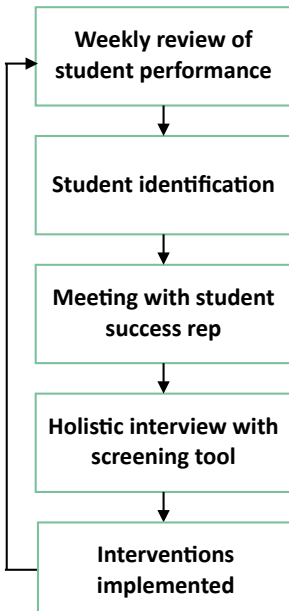 Weekly review of
student performance
Student identification
Meeting with student
success rep
Holistic interview with
screening tool
Interventions
implemented